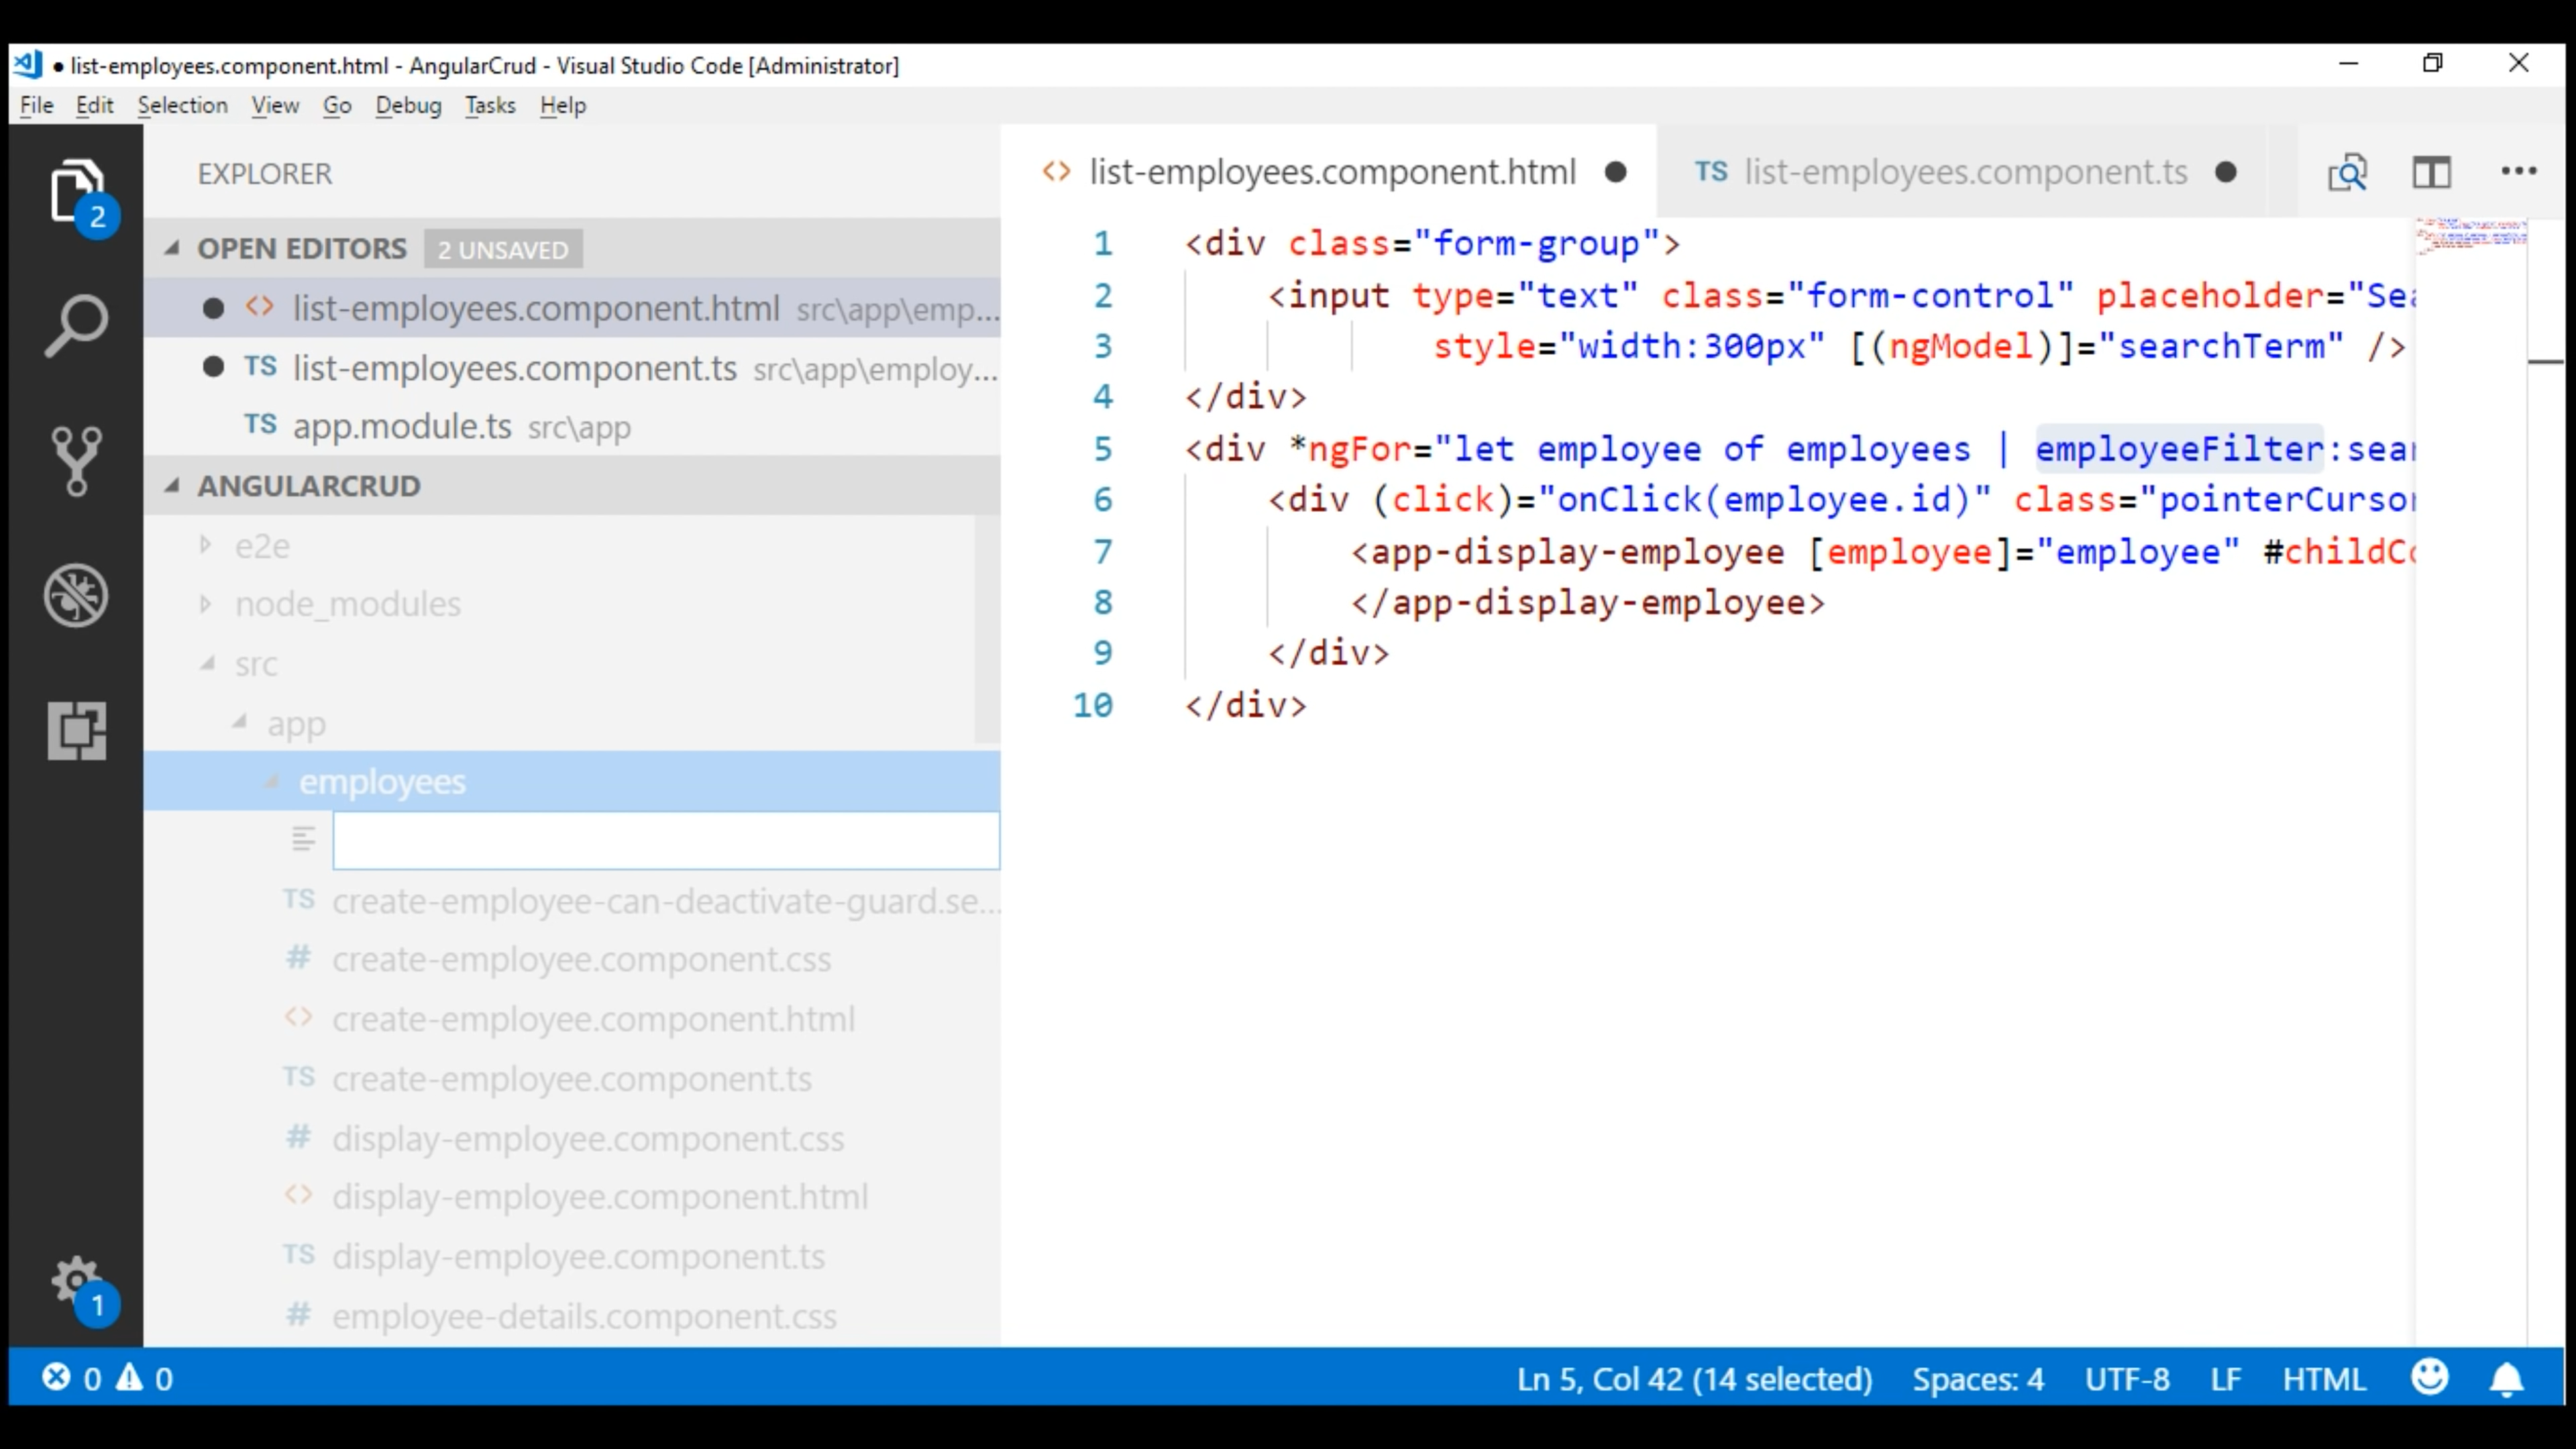 ● list-employees.component.html - AngularCrud - Visual Studio Code [Administrator]
File Edit Selection View Go Debug Tasks Help
EXPLORER
2
OPEN EDITORS 2 UNSAVED
list-employees.component.html src\app\emp...
TS list-employees.component.ts src\app\employ...
TS app.module.ts src\app
ANGULARCRUD
e2e
node_modules
src
app
employees
TS create-employee-can-deactivate-guard.se...
# create-employee.component.css
<> create-employee.component.html
TS create-employee.component.ts
# display-employee.component.css
<> display-employee.component.html
TS display-employee.component.ts
# employee-details.component.css
1
<> list-employees.component.html ●
TS list-employees.component.ts ●
1 <div class="form-group">
2 <input type="text" class="form-control" placeholder="Sea
3 style="width:300px" [(ngModel)]="searchTerm" />
4 </div>
5 <div *ngFor="let employee of employees | employeeFilter:sear
6 <div (click)="onClick(employee.id)" class="pointerCursor
7 <app-display-employee [employee]="employee" #childCo
8 </app-display-employee>
9 </div>
10 </div>
0 0
Ln 5, Col 42 (14 selected) Spaces: 4 UTF-8 LF HTML